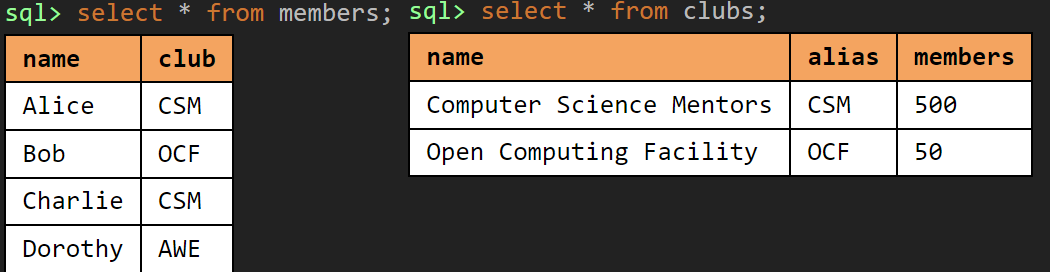 sql> select * from members;
name club
Alice CSM
Bob OCF
Charlie CSM
Dorothy AWE
sql> select * from clubs;
name alias members
Computer Science Mentors CSM 500
Open Computing Facility OCF 50